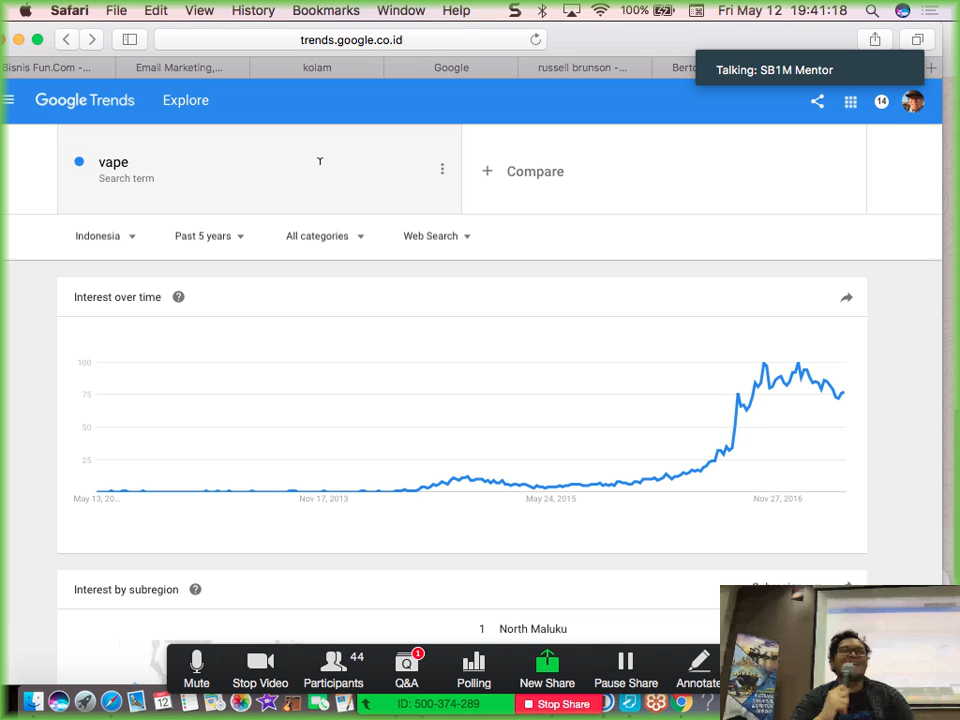 Safari File Edit View History Bookmarks Window Help 100% Fri May 12 19:41:18
trends.google.co.id
Bisnis Fun.Com -... Email Marketing,... kolam Google russell brunson -... Berto
Talking: SB1M Mentor
Google Trends Explore 14
vape
Search term
+ Compare
Indonesia Past 5 years All categories Web Search
Interest over time ?
100
75
50
25
May 13, 20... Nov 17, 2013 May 24, 2015 Nov 27, 2016
Interest by subregion ?
1 North Maluku
44 1
Mute Stop Video Participants Q&A Polling New Share Pause Share Annotate
ID: 500-374-289 Stop Share